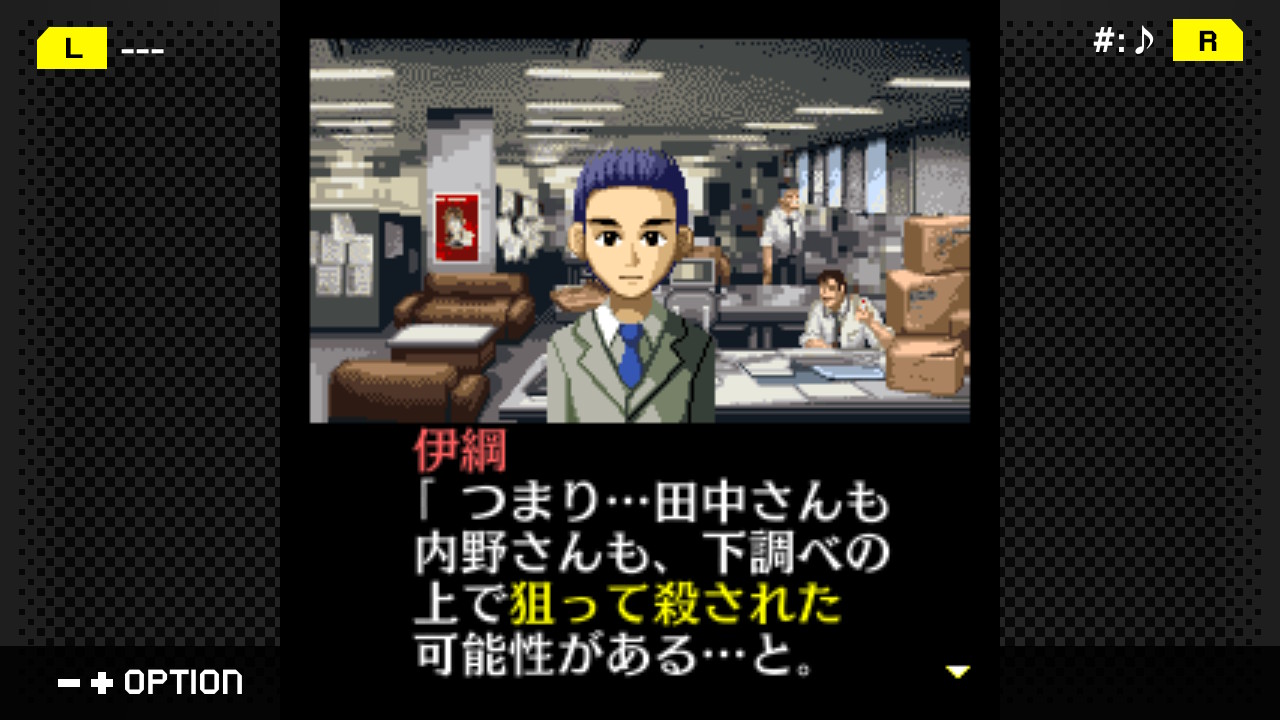 L ---
#:♪ R
伊綱
「 つまり…田中さんも
内野さんも、下調べの
上で狙って殺された
可能性がある…と。
OPTION